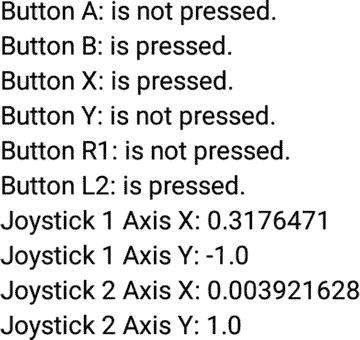 Button A: is not pressed.
Button B: is pressed.
Button X: is pressed.
Button Y: is not pressed.
Button R1: is not pressed.
Button L2: is pressed.
Joystick 1 Axis X: 0.3176471
Joystick 1 Axis Y: -1.0
Joystick 2 Axis X: 0.003921628
Joystick 2 Axis Y: 1.0